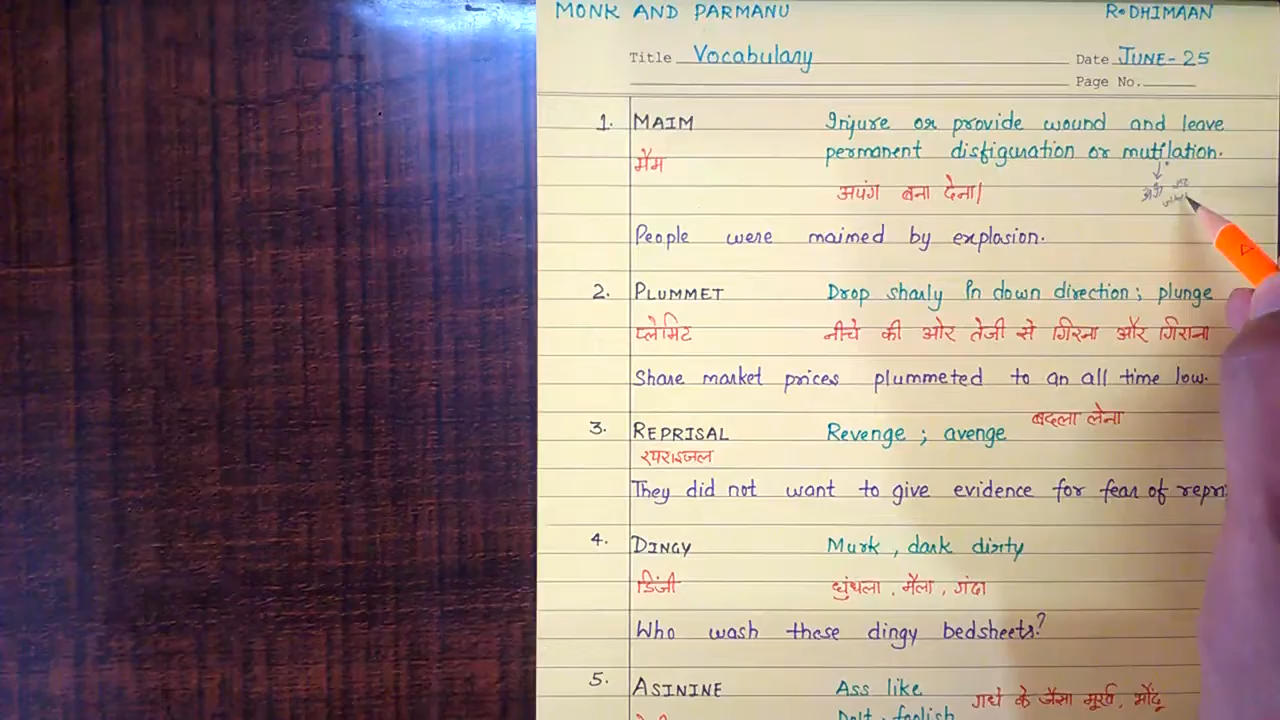 MONK AND PARMANU R.DHIMAAN
Title Vocabulary Date JUNE-25
Page No.
1. MAIM Injure or provide wound and leave
मैम permanent disfiguration or mutilation.
अपंग बना देना।
People were maimed by explosion.
2. PLUMMET Drop sharly in down direction; plunge
प्लेमिट नीचे की ओर तेजी से गिरना और गिराना
Share market prices plummeted to an all time low.
3. REPRISAL Revenge ; avenge बदला लेना
रपराइजल
They did not want to give evidence for fear of repri
4. DINGY Murk , dark dirty
डिंजी धुंधला , मैला , गंदा
Who wash these dingy bedsheets?
5. ASININE Ass like गधे के जैसा मूर्ख, भोंदू